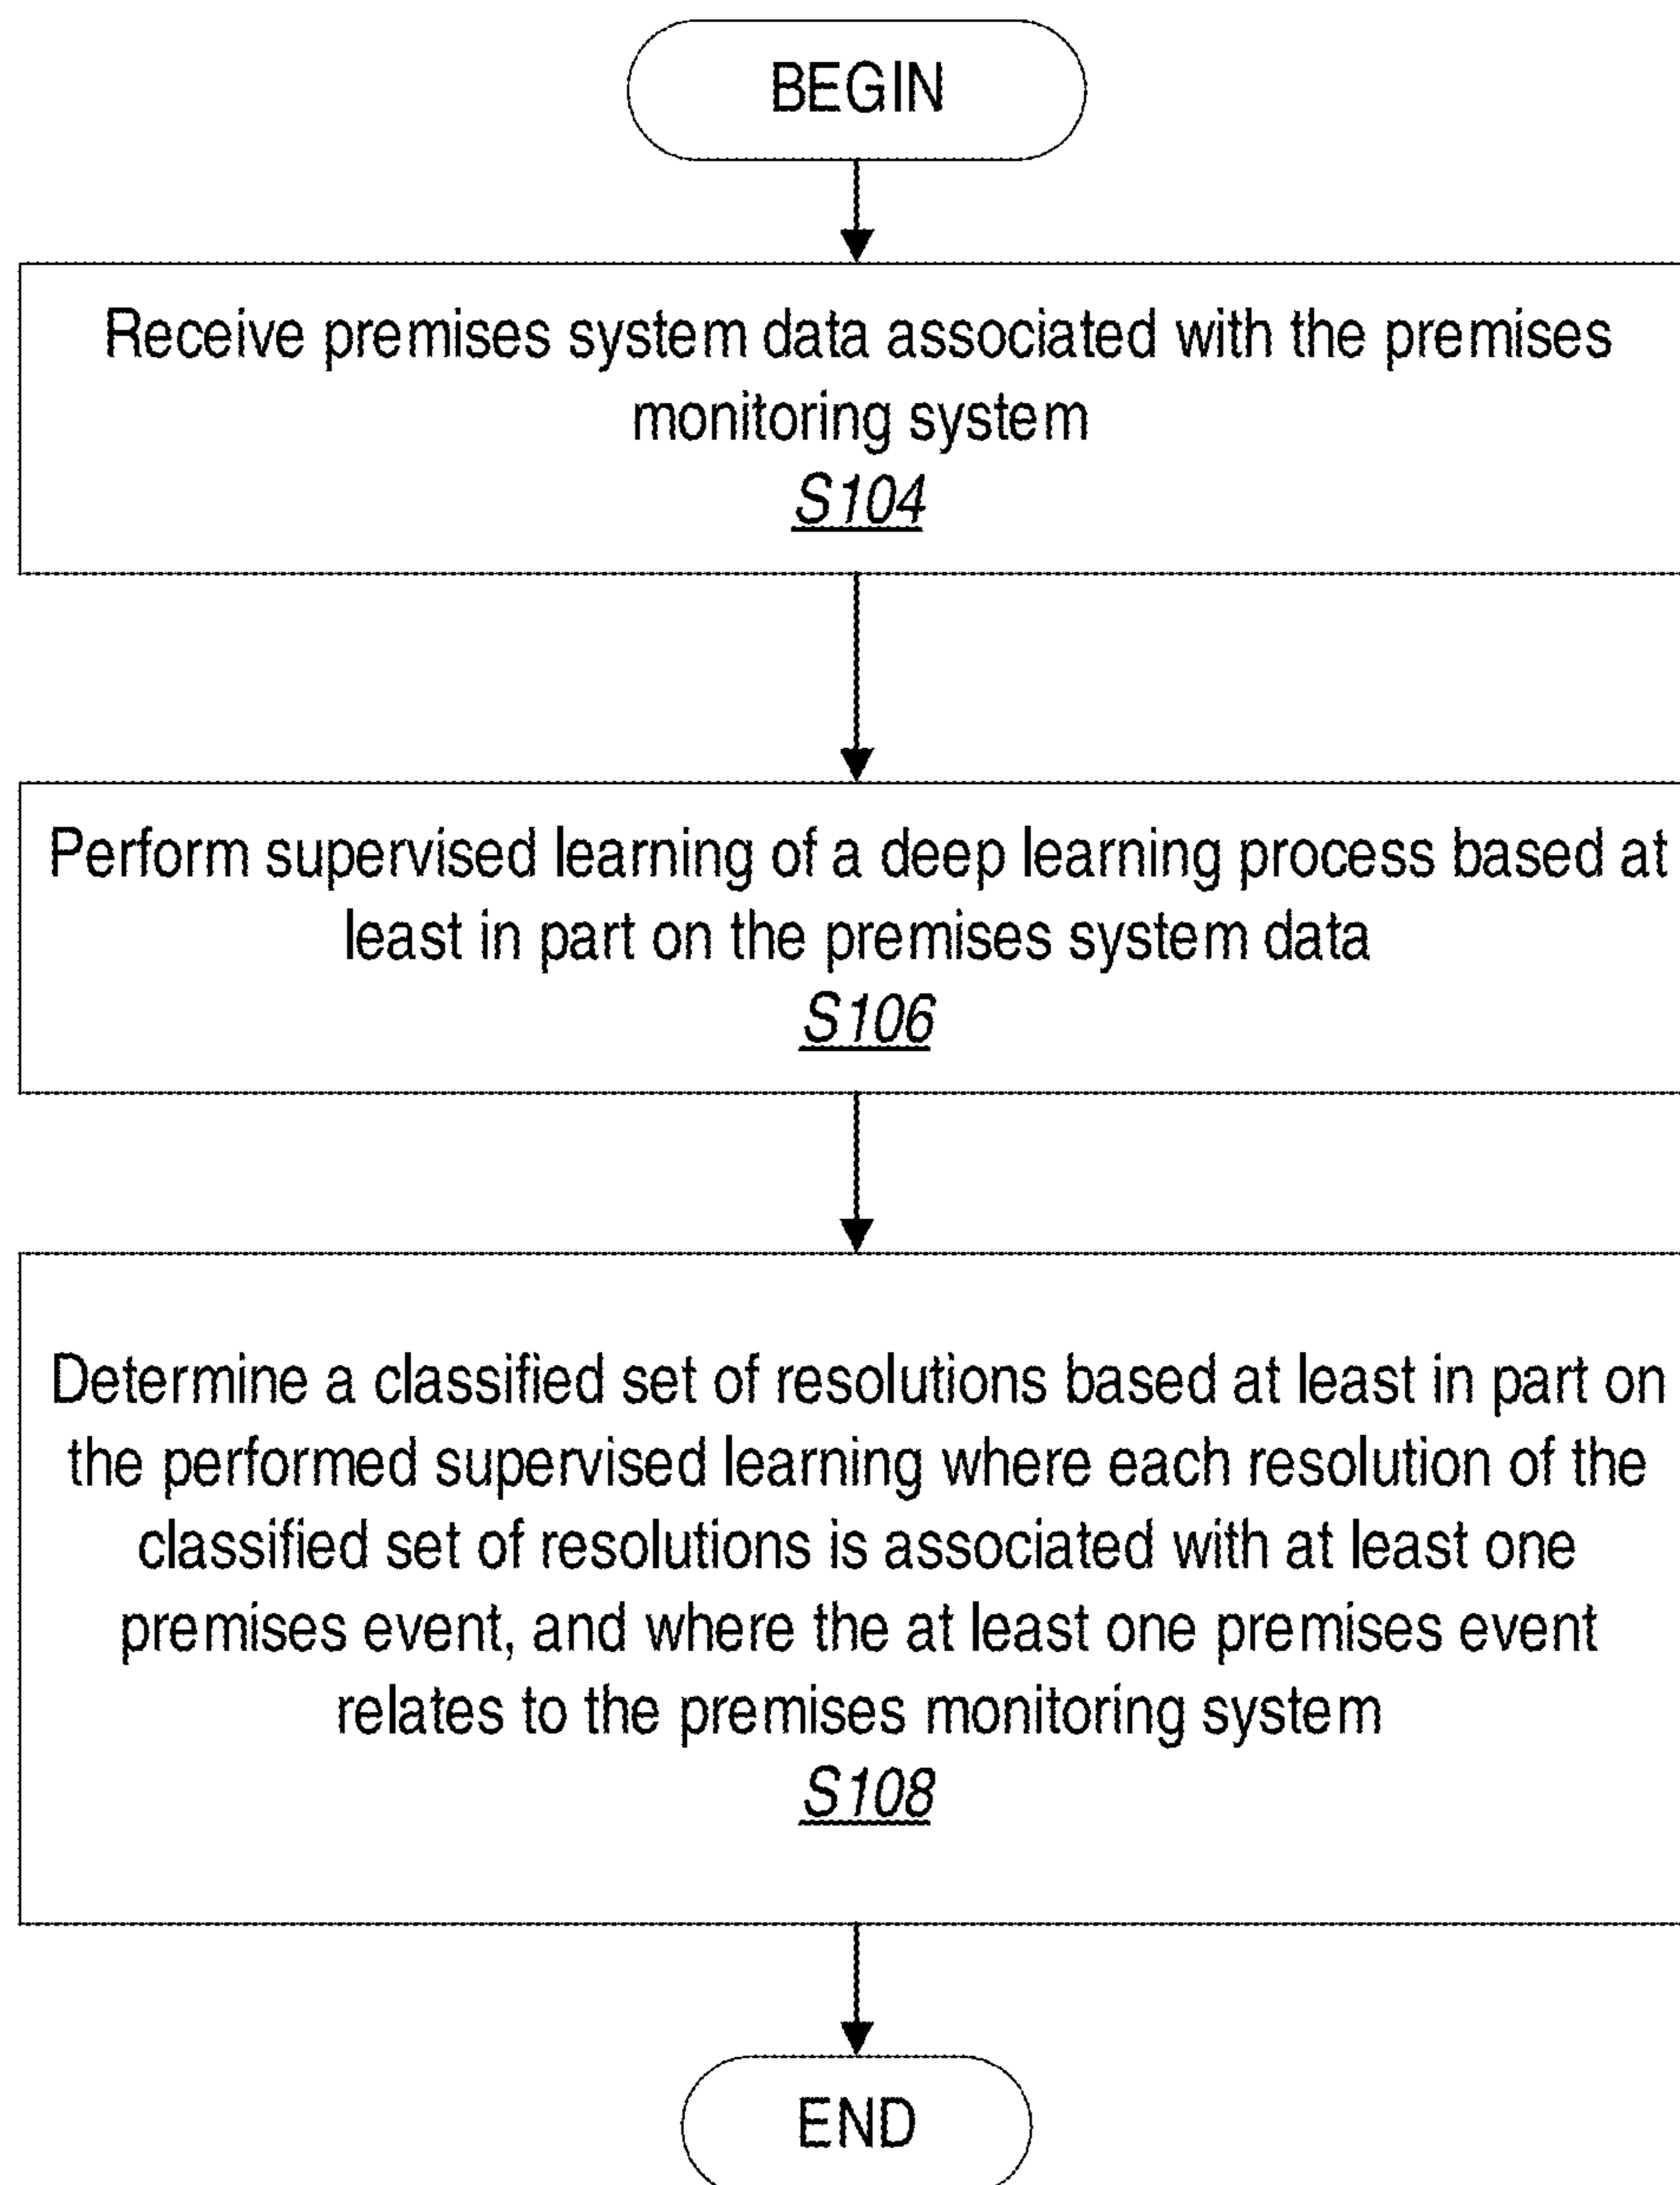 BEGIN
Receive premises system data associated with the premises
monitoring system
S104
Perform supervised learning of a deep learning process based at
least in part on the premises system data
S106
Determine a classified set of resolutions based at least in part on
the performed supervised learning where each resolution of the
classified set of resolutions is associated with at least one
premises event, and where the at least one premises event
relates to the premises monitoring system
S108
END